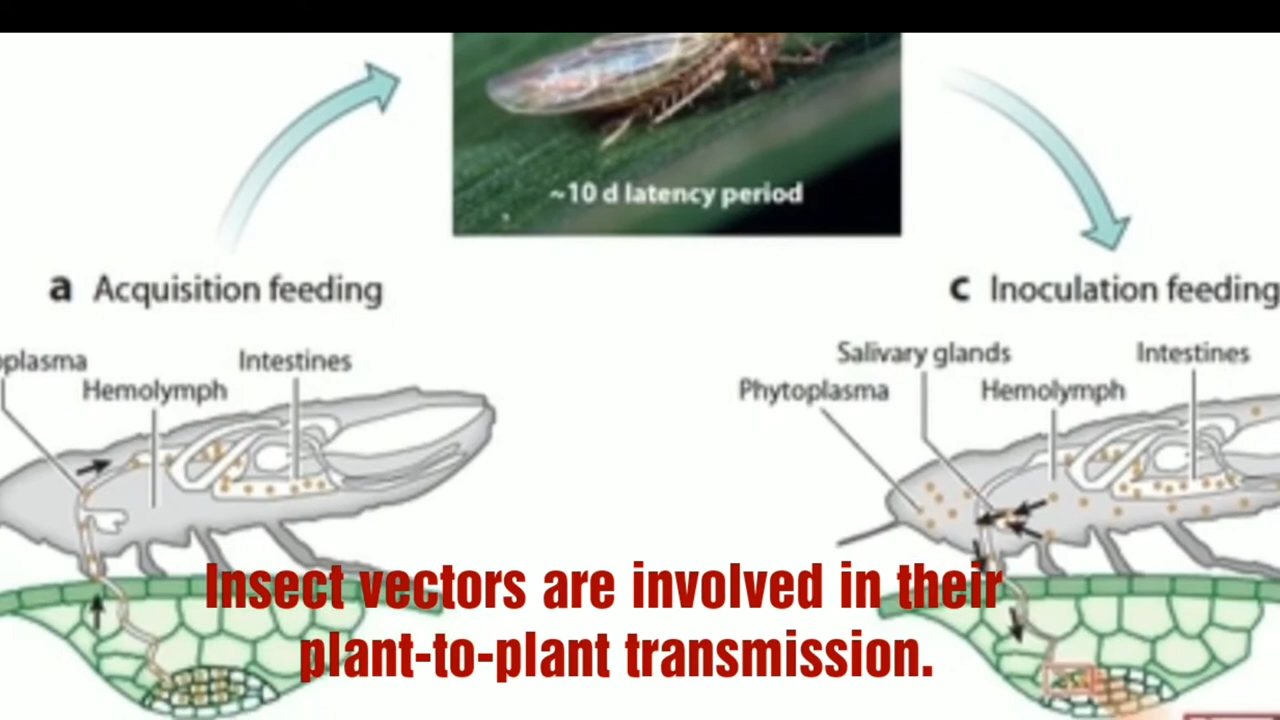 ~10 d latency period
a Acquisition feeding
c Inoculation feeding
oplasma
Hemolymph
Intestines
Phytoplasma
Salivary glands
Hemolymph
Intestines
Insect vectors are involved in their
plant-to-plant transmission.